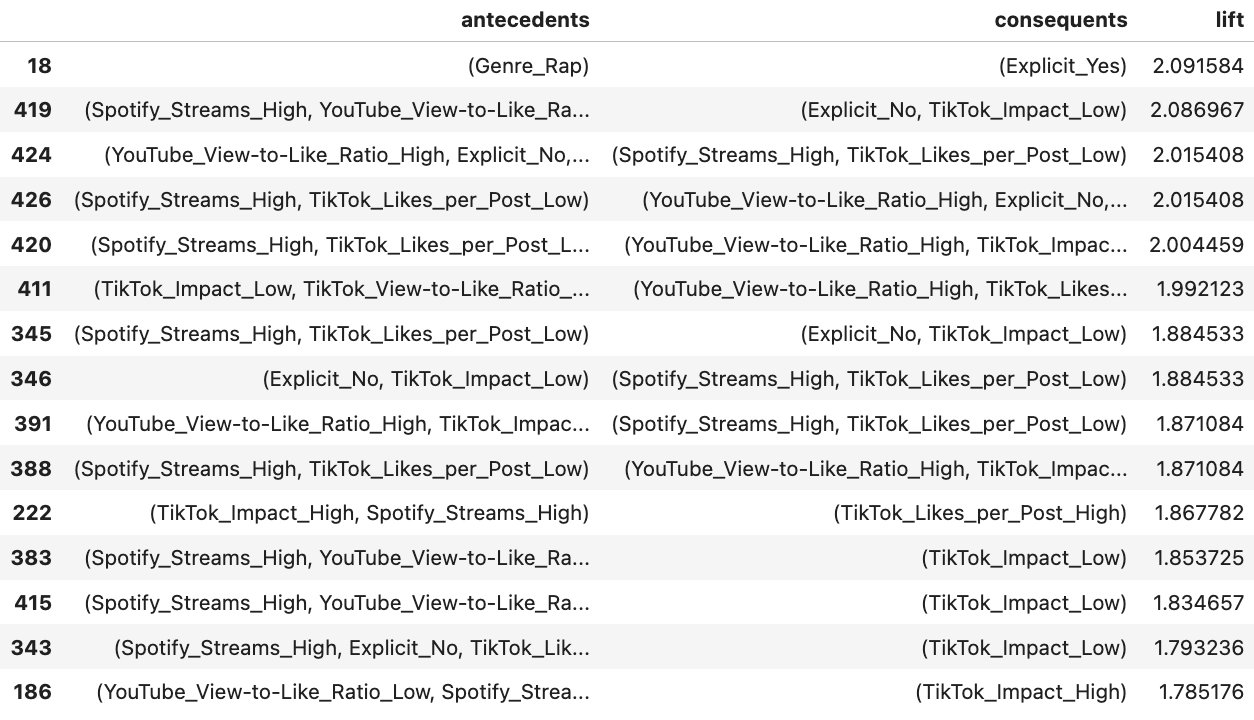 antecedents consequents lift
18 (Genre_Rap) (Explicit_Yes) 2.091584
419 (Spotify_Streams_High, YouTube_View-to-Like_Ra... (Explicit_No, TikTok_Impact_Low) 2.086967
424 (YouTube_View-to-Like_Ratio_High, Explicit_No,... (Spotify_Streams_High, TikTok_Likes_per_Post_Low) 2.015408
426 (Spotify_Streams_High, TikTok_Likes_per_Post_Low) (YouTube_View-to-Like_Ratio_High, Explicit_No,... 2.015408
420 (Spotify_Streams_High, TikTok_Likes_per_Post_L... (YouTube_View-to-Like_Ratio_High, TikTok_Impac... 2.004459
411 (TikTok_Impact_Low, TikTok_View-to-Like_Ratio_... (YouTube_View-to-Like_Ratio_High, TikTok_Likes... 1.992123
345 (Spotify_Streams_High, TikTok_Likes_per_Post_Low) (Explicit_No, TikTok_Impact_Low) 1.884533
346 (Explicit_No, TikTok_Impact_Low) (Spotify_Streams_High, TikTok_Likes_per_Post_Low) 1.884533
391 (YouTube_View-to-Like_Ratio_High, TikTok_Impac... (Spotify_Streams_High, TikTok_Likes_per_Post_Low) 1.871084
388 (Spotify_Streams_High, TikTok_Likes_per_Post_Low) (YouTube_View-to-Like_Ratio_High, TikTok_Impac... 1.871084
222 (TikTok_Impact_High, Spotify_Streams_High) (TikTok_Likes_per_Post_High) 1.867782
383 (Spotify_Streams_High, YouTube_View-to-Like_Ra... (TikTok_Impact_Low) 1.853725
415 (Spotify_Streams_High, YouTube_View-to-Like_Ra... (TikTok_Impact_Low) 1.834657
343 (Spotify_Streams_High, Explicit_No, TikTok_Lik... (TikTok_Impact_Low) 1.793236
186 (YouTube_View-to-Like_Ratio_Low, Spotify_Strea... (TikTok_Impact_High) 1.785176